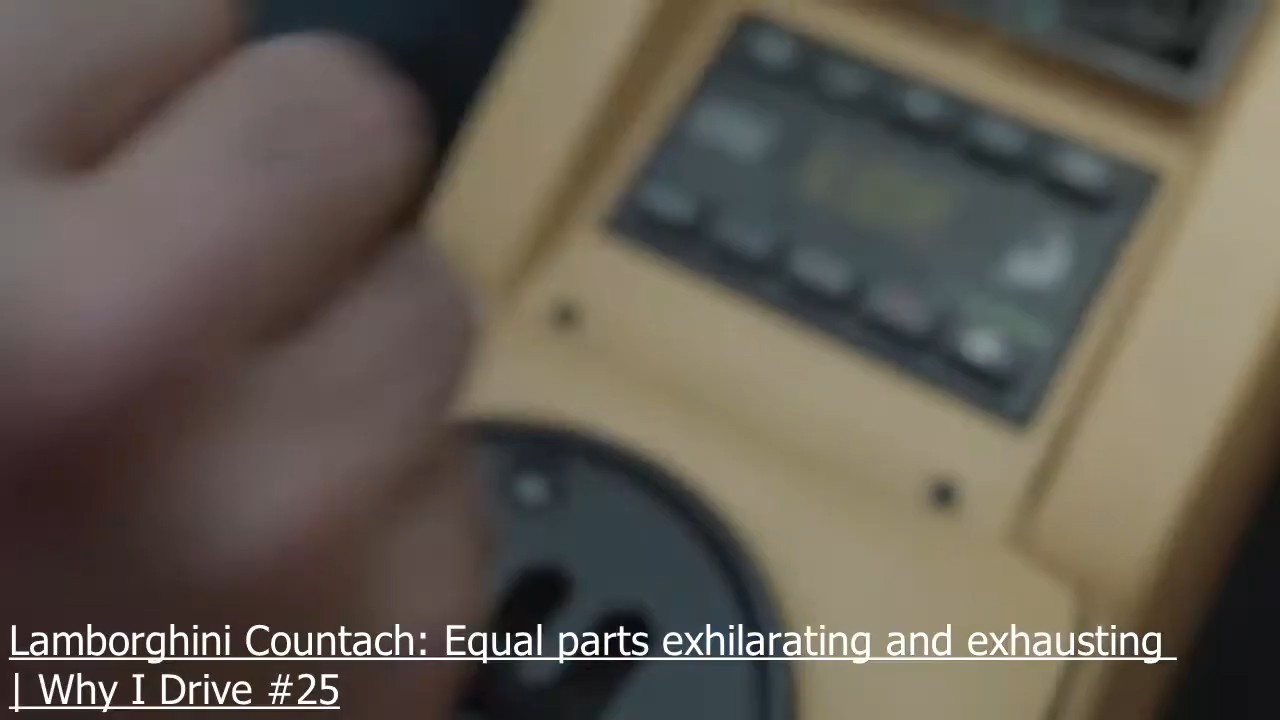 Lamborghini Countach: Equal parts exhilarating and exhausting
| Why I Drive #25